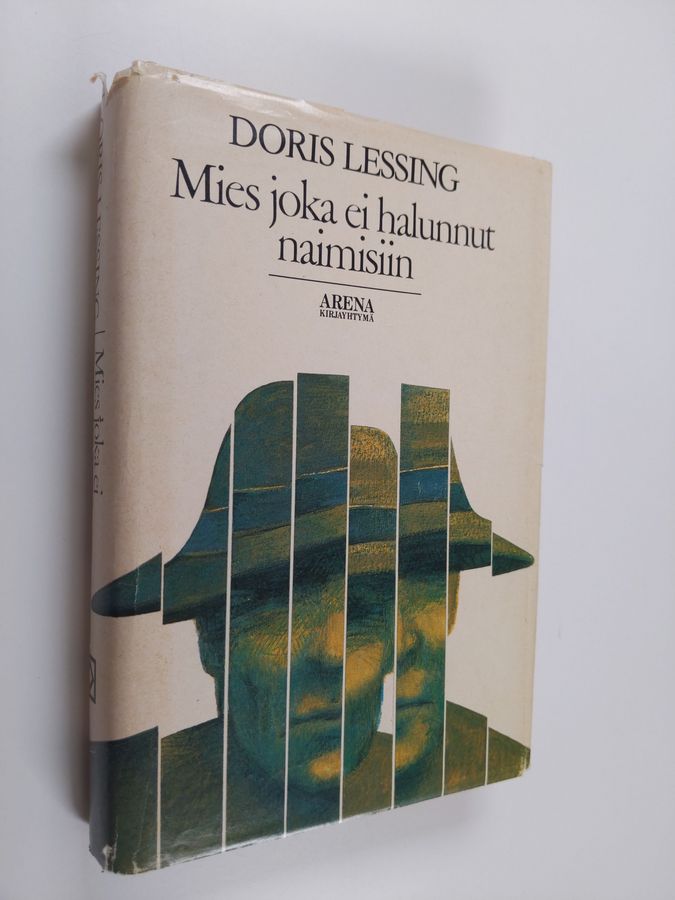 DORIS LESSING
Mies joka ei halunnut
naimisiin
ARENA
KIRJAYHTYMÄ
DORIS LESSING | Mies joka ei